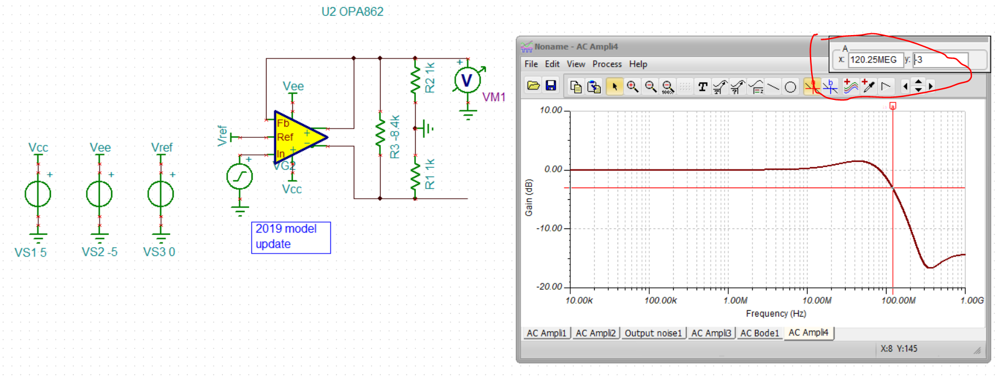 U2 OPA862
Vcc
VS1 5
Vee
VS2 -5
Vref
VS3 0
Vref
Vee
Fb
Ref
In
VG2
Vcc
R3 -8.4k
R2 1k
R1 1k
V
VM1
2019 model
update
Noname - AC Ampli4
A
x: 120.25MEG y: -3
File Edit View Process Help
100%
T
a
b
a
10.00
0.00
-10.00
-20.00
Gain (dB)
10.00k 100.00k 1.00M 10.00M 100.00M 1.00G
Frequency (Hz)
AC Ampli1 AC Ampli2 Output noise1 AC Ampli3 AC Bode1 AC Ampli4
X:8 Y:145